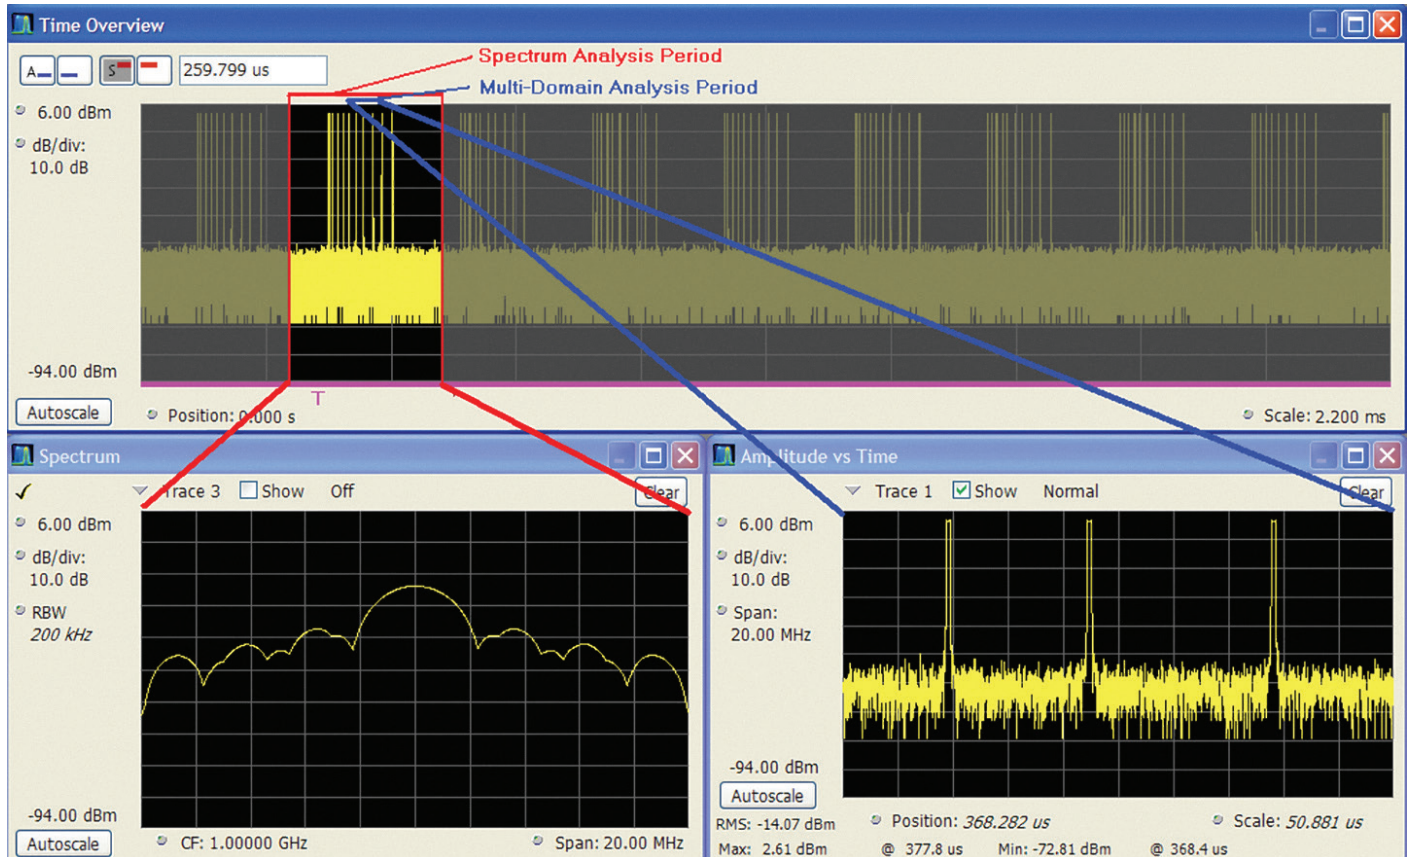 Time Overview
Spectrum Analysis Period
A S 259.799 us
Multi-Domain Analysis Period
6.00 dBm
dB/div:
10.0 dB
-94.00 dBm
T
Autoscale Position: 0.000 s Scale: 2.200 ms
Spectrum
Trace 3 Show Off Clear
6.00 dBm
dB/div:
10.0 dB
RBW
200 kHz
-94.00 dBm
Autoscale CF: 1.00000 GHz Span: 20.00 MHz
Amplitude vs Time
Trace 1 Show Normal Clear
6.00 dBm
dB/div:
10.0 dB
Span:
20.00 MHz
-94.00 dBm
Autoscale
RMS: -14.07 dBm Position: 368.282 us Scale: 50.881 us
Max: 2.61 dBm @ 377.8 us Min: -72.81 dBm @ 368.4 us